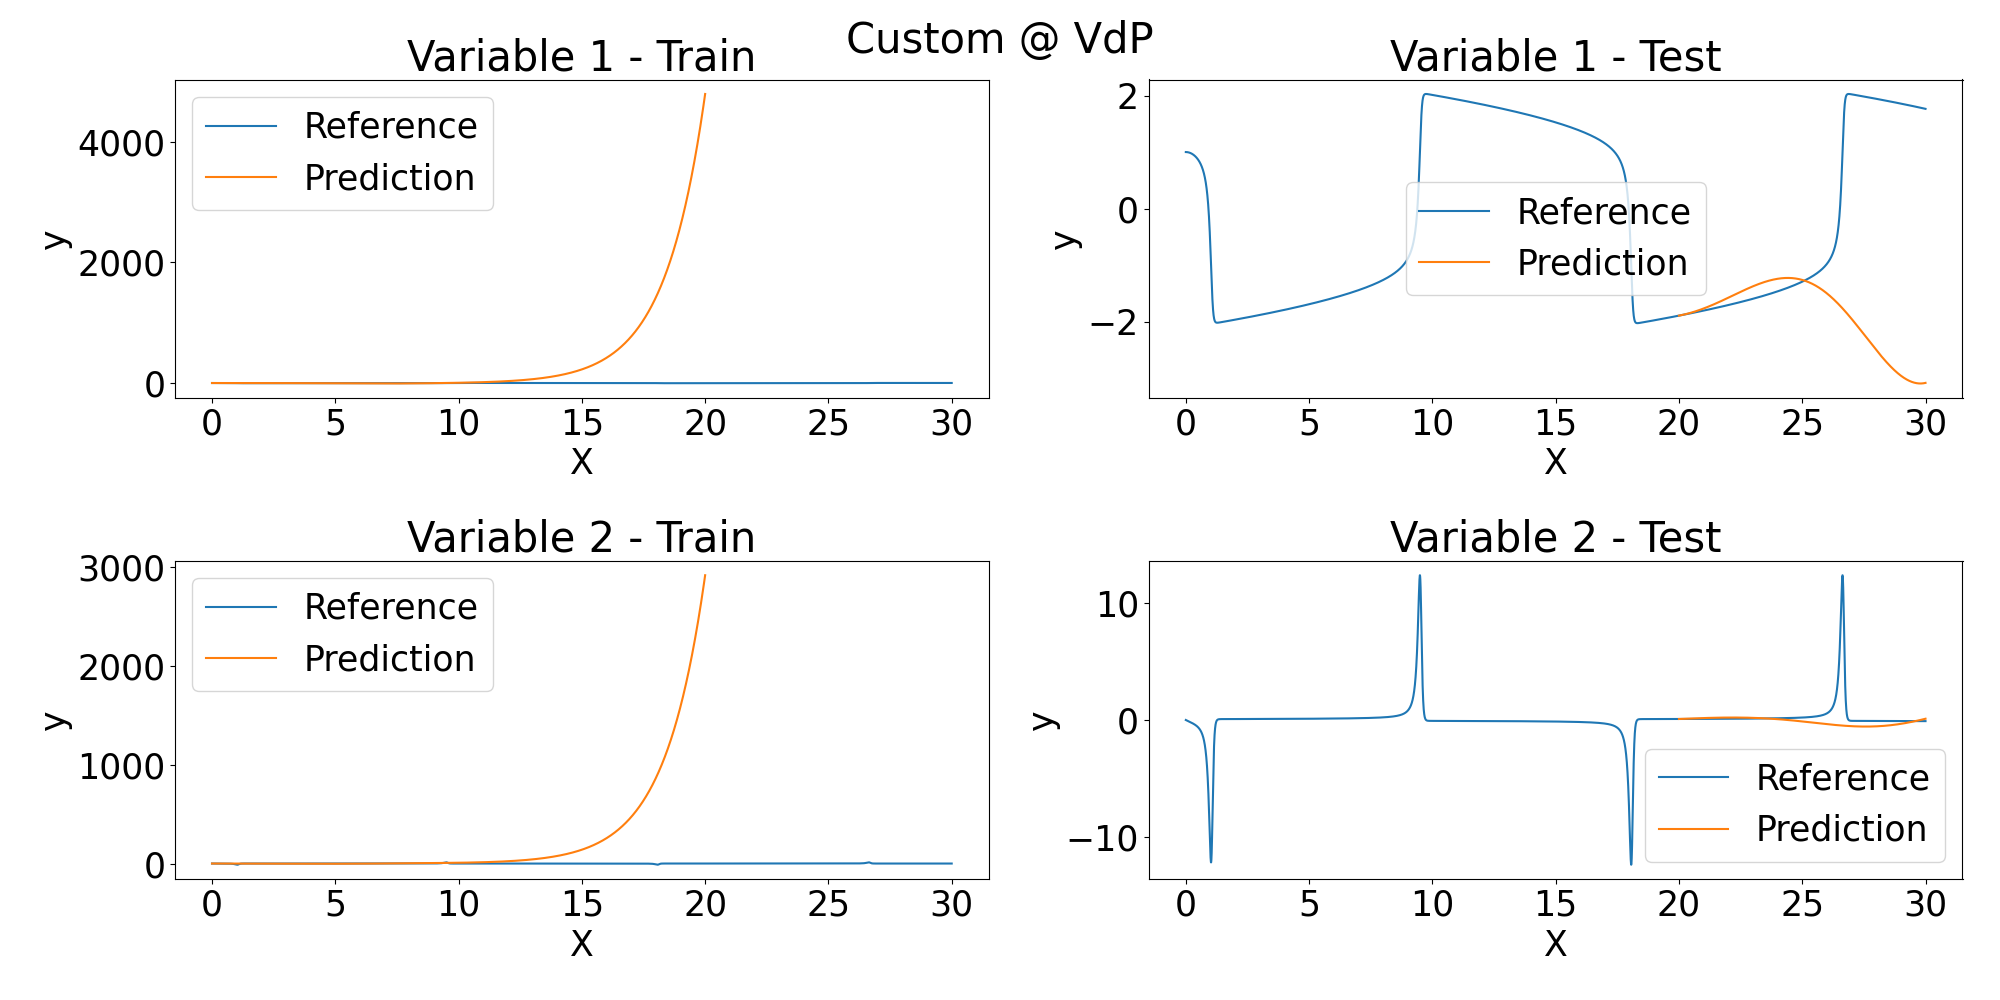 Custom @ VdP
Variable 1 - Train
4000
2000
0
y
Reference
Prediction
0 5 10 15 20 25 30
X
Variable 1 - Test
2
0
−2
y
Reference
Prediction
0 5 10 15 20 25 30
X
Variable 2 - Train
3000
2000
1000
0
y
Reference
Prediction
0 5 10 15 20 25 30
X
Variable 2 - Test
10
0
−10
y
Reference
Prediction
0 5 10 15 20 25 30
X